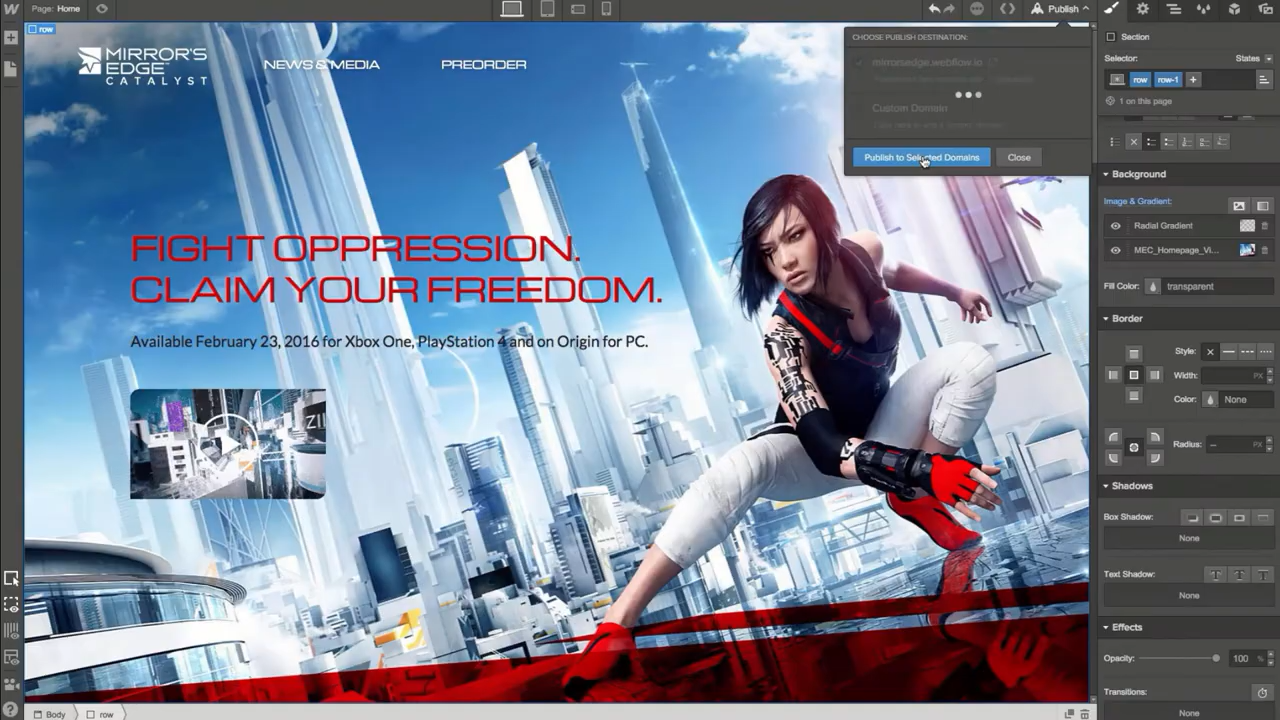 Page: Home
Publish
row
MIRROR'S
EDGE
CATALYST
NEWS & MEDIA
PREORDER
CHOOSE PUBLISH DESTINATION:
mirrorsedge.webflow.io
Custom Domain
Publish to Selected Domains
Close
FIGHT OPPRESSION.
CLAIM YOUR FREEDOM.
Available February 23, 2016 for Xbox One, PlayStation 4 and on Origin for PC.
Section
Selector:
States
row
row-1
1 on this page
Background
Image & Gradient:
Radial Gradient
MEC_Homepage_Vi...
Fill Color:
transparent
Border
Style:
Width:
PX
Color:
None
Radius:
PX
Shadows
Box Shadow:
None
Text Shadow:
None
Effects
Opacity:
100
%
Transitions:
None
Body
row